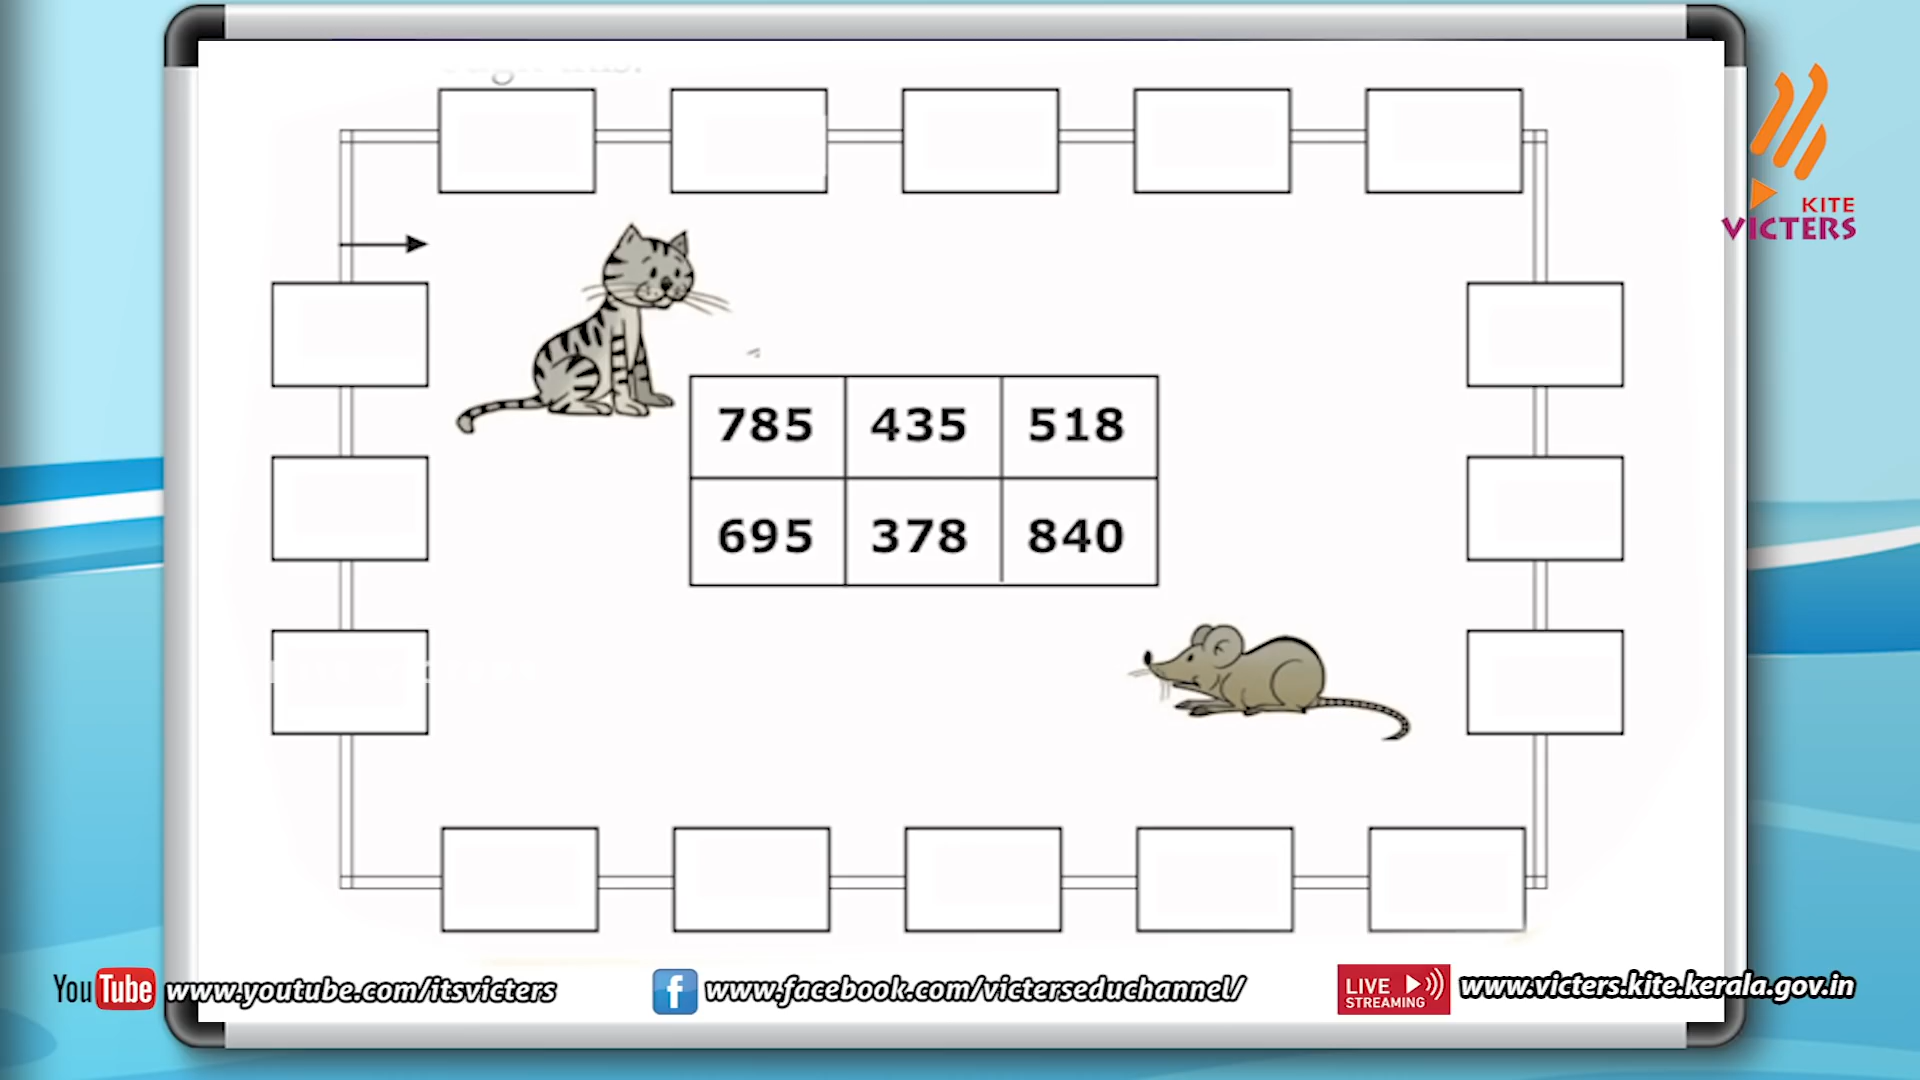 KITE
VICTERS
785 435 518
695 378 840
YouTube www.youtube.com/itsvicters
www.facebook.com/victerseduchannel/
LIVE STREAMING www.victers.kite.kerala.gov.in